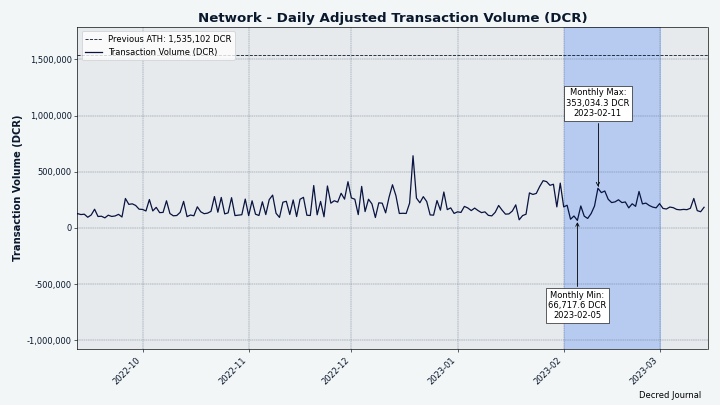 Network - Daily Adjusted Transaction Volume (DCR)
Previous ATH: 1,535,102 DCR
Transaction Volume (DCR)
Transaction Volume (DCR)
1,500,000
1,000,000
500,000
0
-500,000
-1,000,000
Monthly Max:
353,034.3 DCR
2023-02-11
Monthly Min:
66,717.6 DCR
2023-02-05
2022-10
2022-11
2022-12
2023-01
2023-02
2023-03
Decred Journal